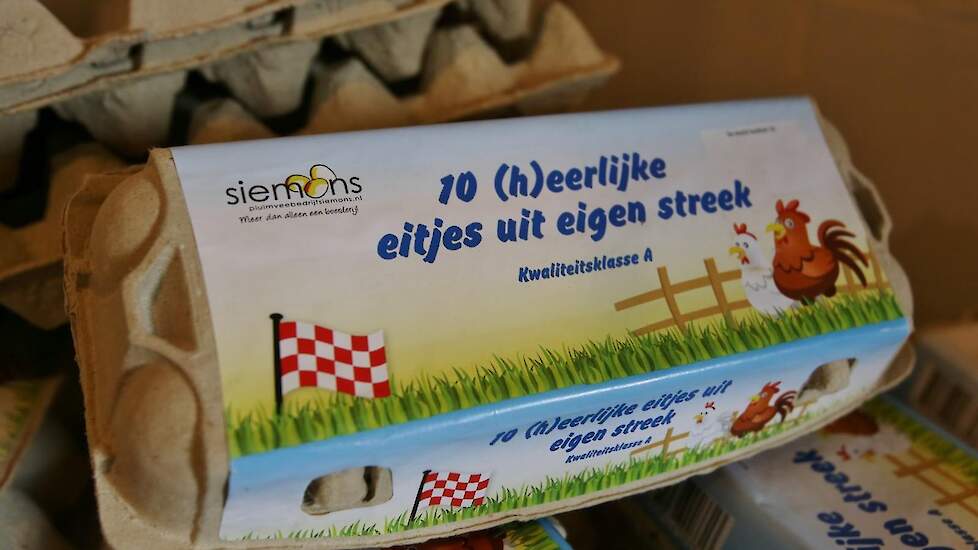 siemons
pluimveebedrijfsiemons.nl
Meer dan alleen een boerderij!
10 (h)eerlijke
eitjes uit eigen streek
Kwaliteitsklasse A
10 (h)eerlijke eitjes uit
eigen streek
Kwaliteitsklasse A
streek